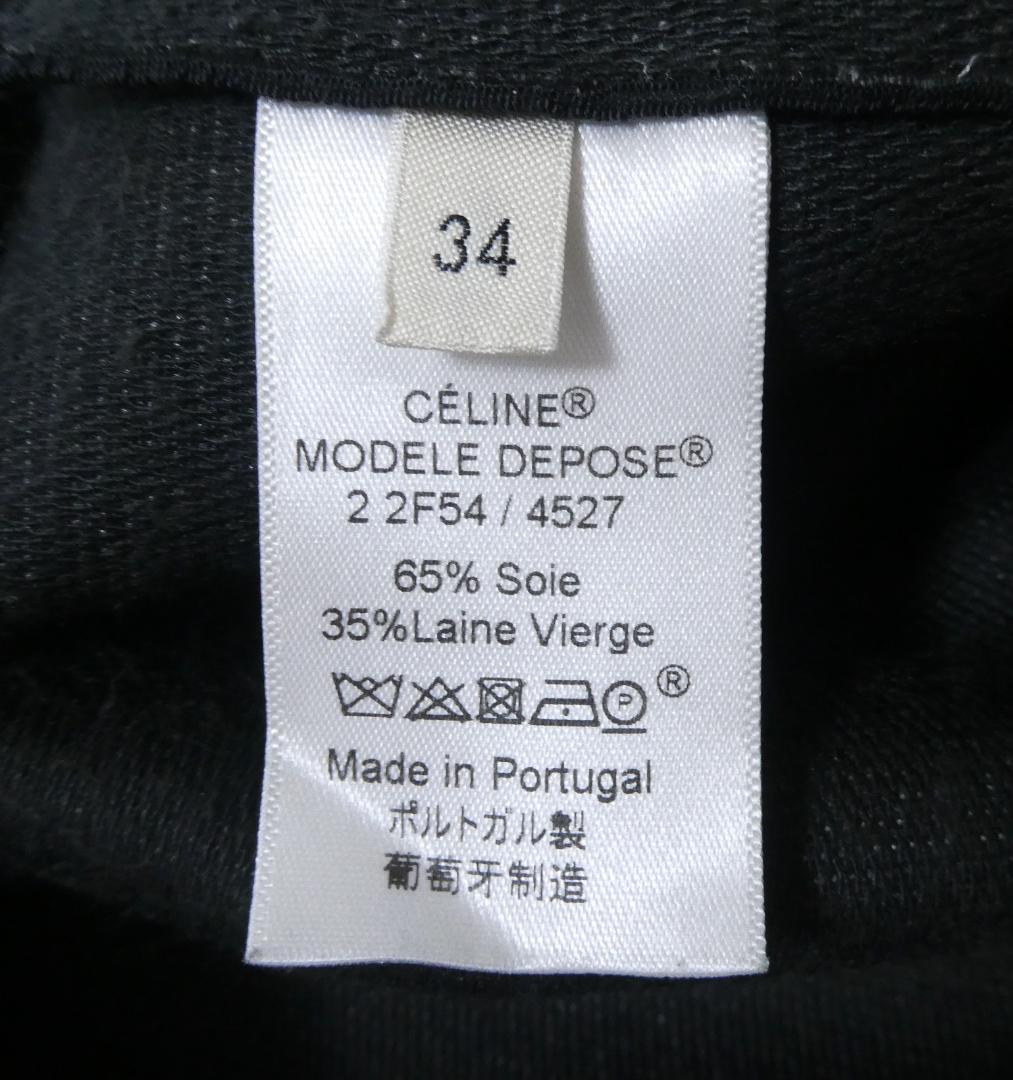 34
CÉLINE®
MODELE DEPOSE®
2 2F54 / 4527
65% Soie
35%Laine Vierge
P ®
Made in Portugal
ポルトガル製
葡萄牙制造